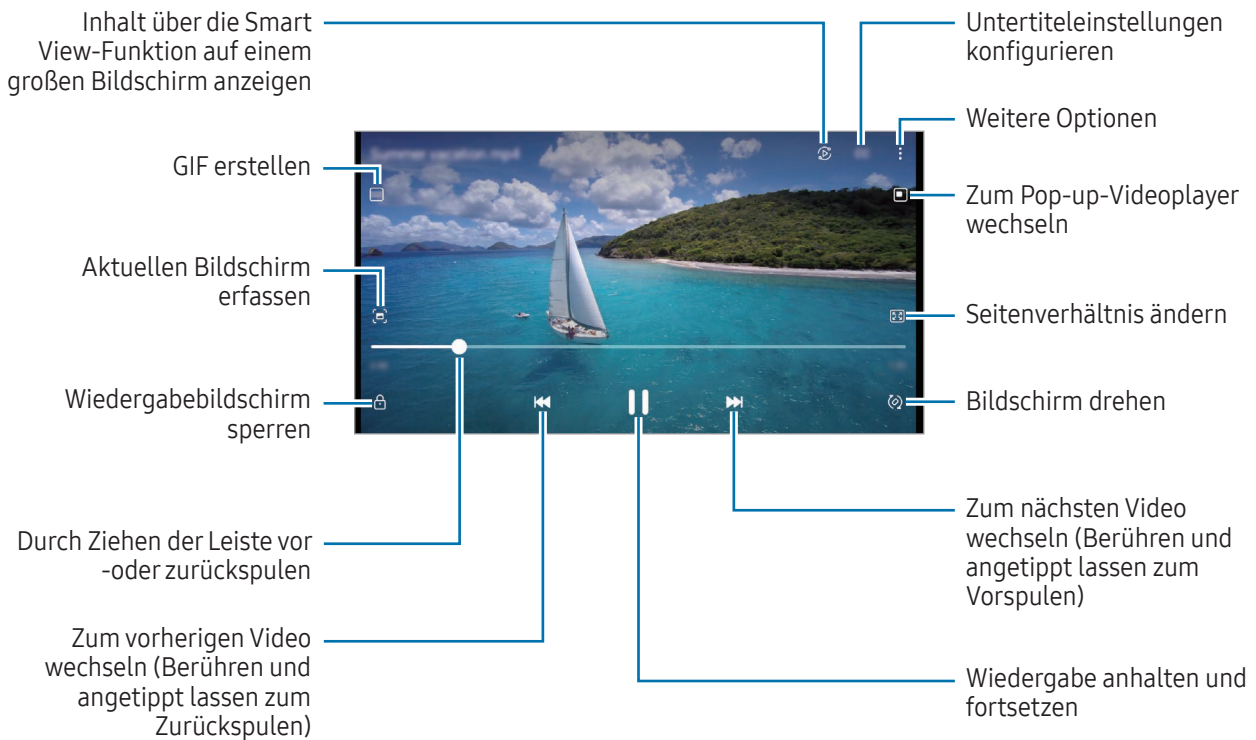 Inhalt über die Smart
View-Funktion auf einem
großen Bildschirm anzeigen
GIF erstellen
Aktuellen Bildschirm
erfassen
Wiedergabebildschirm
sperren
Durch Ziehen der Leiste vor
-oder zurückspulen
Zum vorherigen Video
wechseln (Berühren und
angetippt lassen zum
Zurückspulen)
Untertiteleinstellungen
konfigurieren
Weitere Optionen
Zum Pop-up-Videoplayer
wechseln
Seitenverhältnis ändern
Bildschirm drehen
Zum nächsten Video
wechseln (Berühren und
angetippt lassen zum
Vorspulen)
Wiedergabe anhalten und
fortsetzen